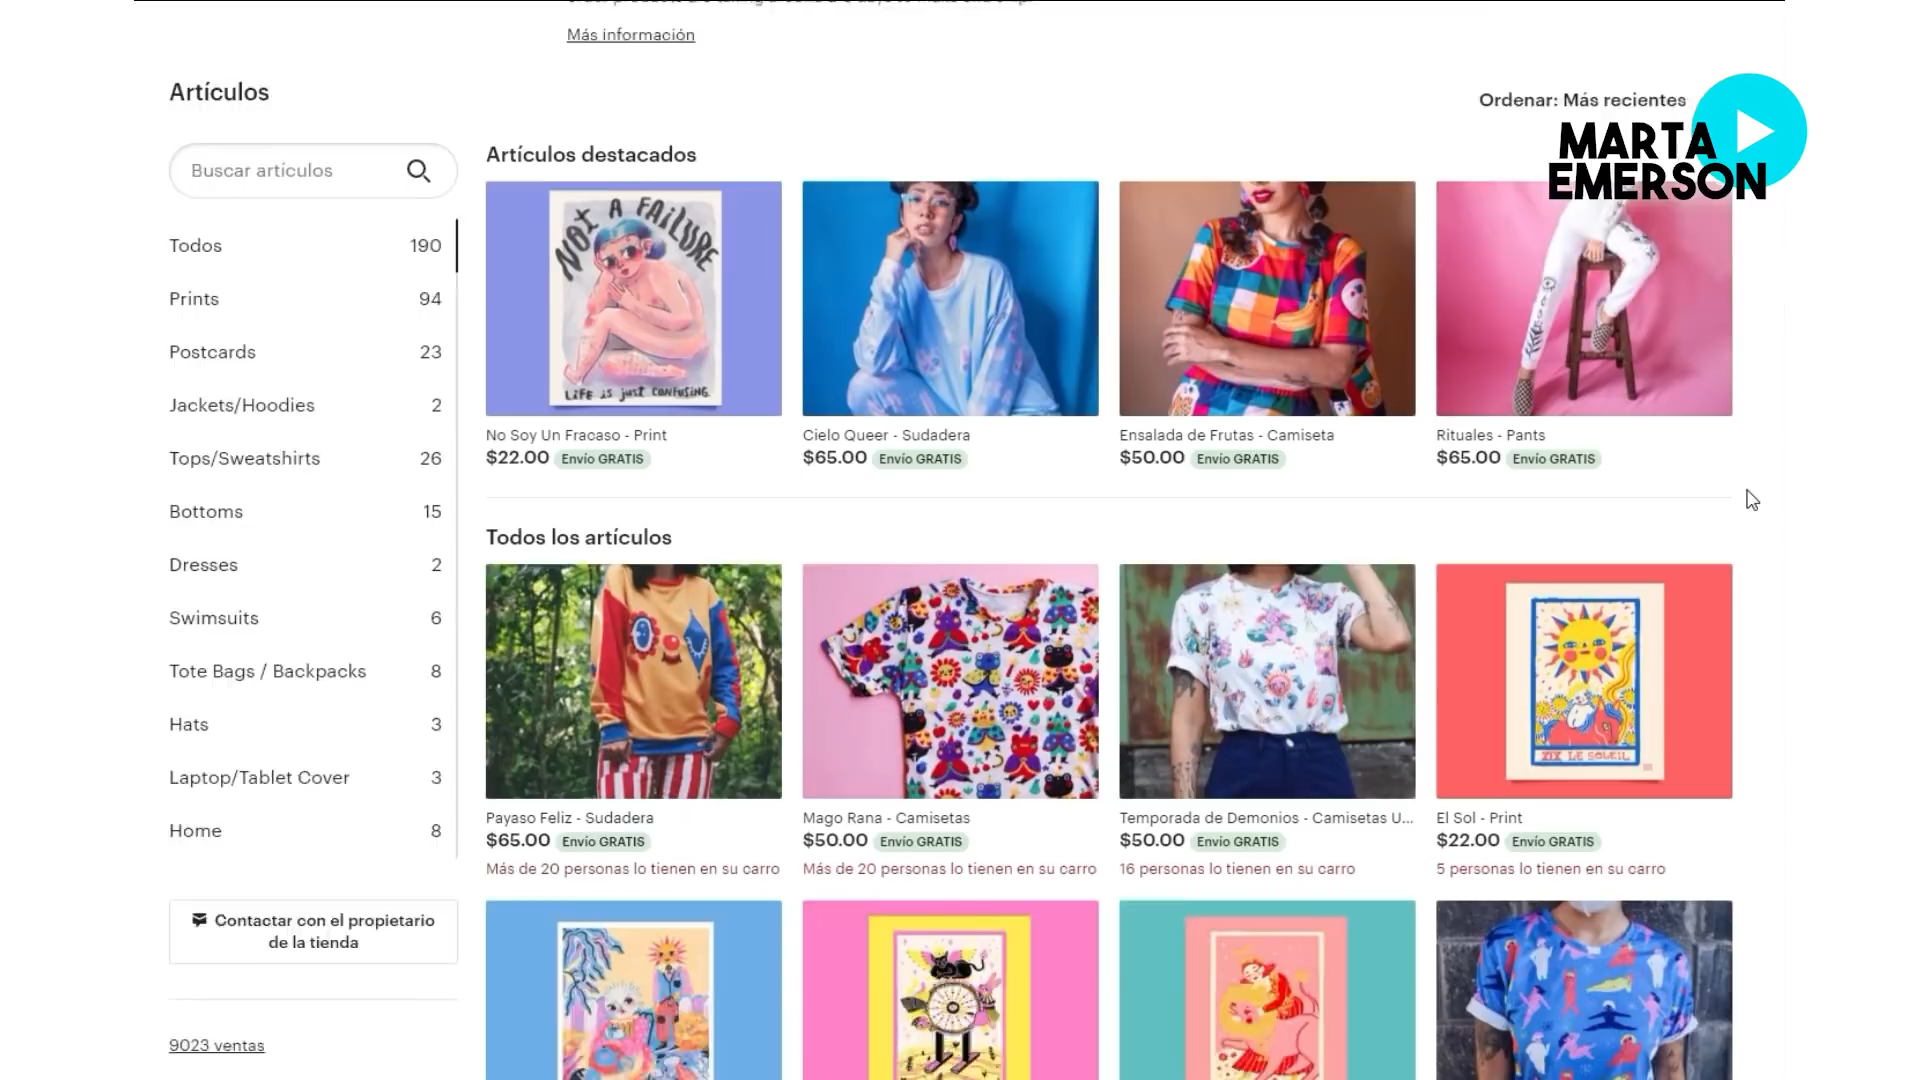 Más información
Artículos
Ordenar: Más recientes
MARTA
EMERSON
Buscar artículos
Todos 190
Prints 94
Postcards 23
Jackets/Hoodies 2
Tops/Sweatshirts 26
Bottoms 15
Dresses 2
Swimsuits 6
Tote Bags / Backpacks 8
Hats 3
Laptop/Tablet Cover 3
Home 8
Contactar con el propietario
de la tienda
9023 ventas
Artículos destacados
NOT A FAILURE
LIFE IS JUST CONFUSING.
No Soy Un Fracaso - Print
$22.00 Envío GRATIS
Cielo Queer - Sudadera
$65.00 Envío GRATIS
Ensalada de Frutas - Camiseta
$50.00 Envío GRATIS
Rituales - Pants
$65.00 Envío GRATIS
Todos los artículos
XIX LE SOLEIL
Payaso Feliz - Sudadera
$65.00 Envío GRATIS
Más de 20 personas lo tienen en su carro
Mago Rana - Camisetas
$50.00 Envío GRATIS
Más de 20 personas lo tienen en su carro
Temporada de Demonios - Camisetas U...
$50.00 Envío GRATIS
16 personas lo tienen en su carro
El Sol - Print
$22.00 Envío GRATIS
5 personas lo tienen en su carro